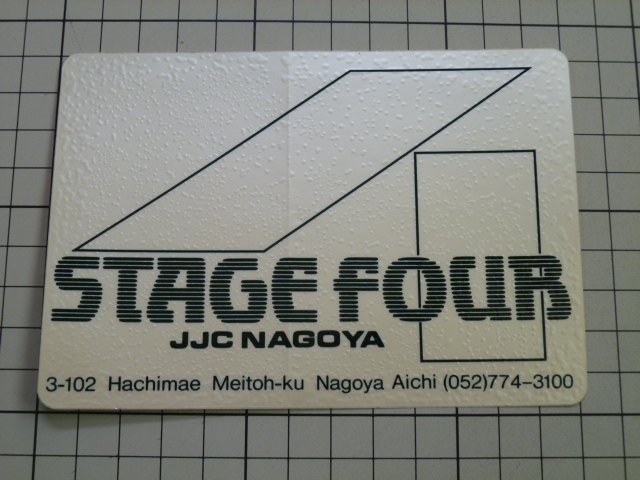 STAGE FOUR
JJC NAGOYA
3-102 Hachimae Meitoh-ku Nagoya Aichi (052)774-3100